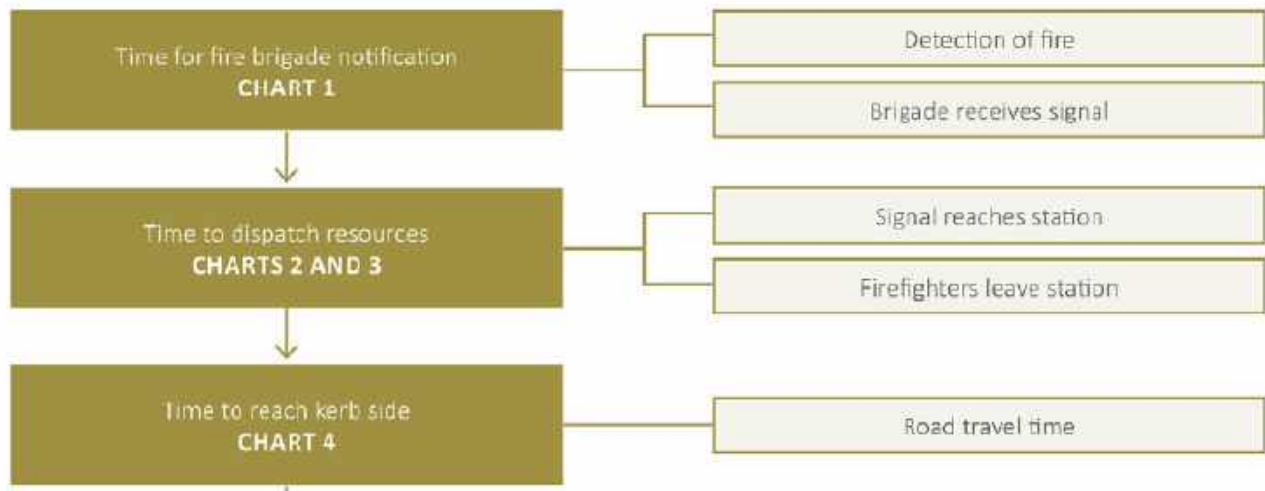 Time for fire brigade notification
CHART 1
Detection of fire
Brigade receives signal
Time to dispatch resources
CHARTS 2 AND 3
Signal reaches station
Firefighters leave station
Time to reach kerb side
CHART 4
Road travel time